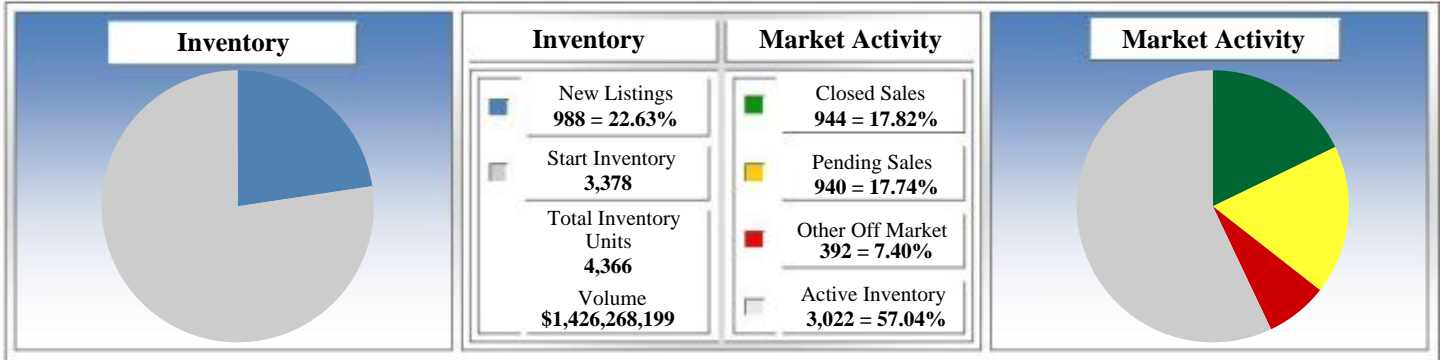 Inventory
Inventory
New Listings
988 = 22.63%
Start Inventory
3,378
Total Inventory
Units
4,366
Volume
$1,426,268,199
Market Activity
Closed Sales
944 = 17.82%
Pending Sales
940 = 17.74%
Other Off Market
392 = 7.40%
Active Inventory
3,022 = 57.04%
Market Activity